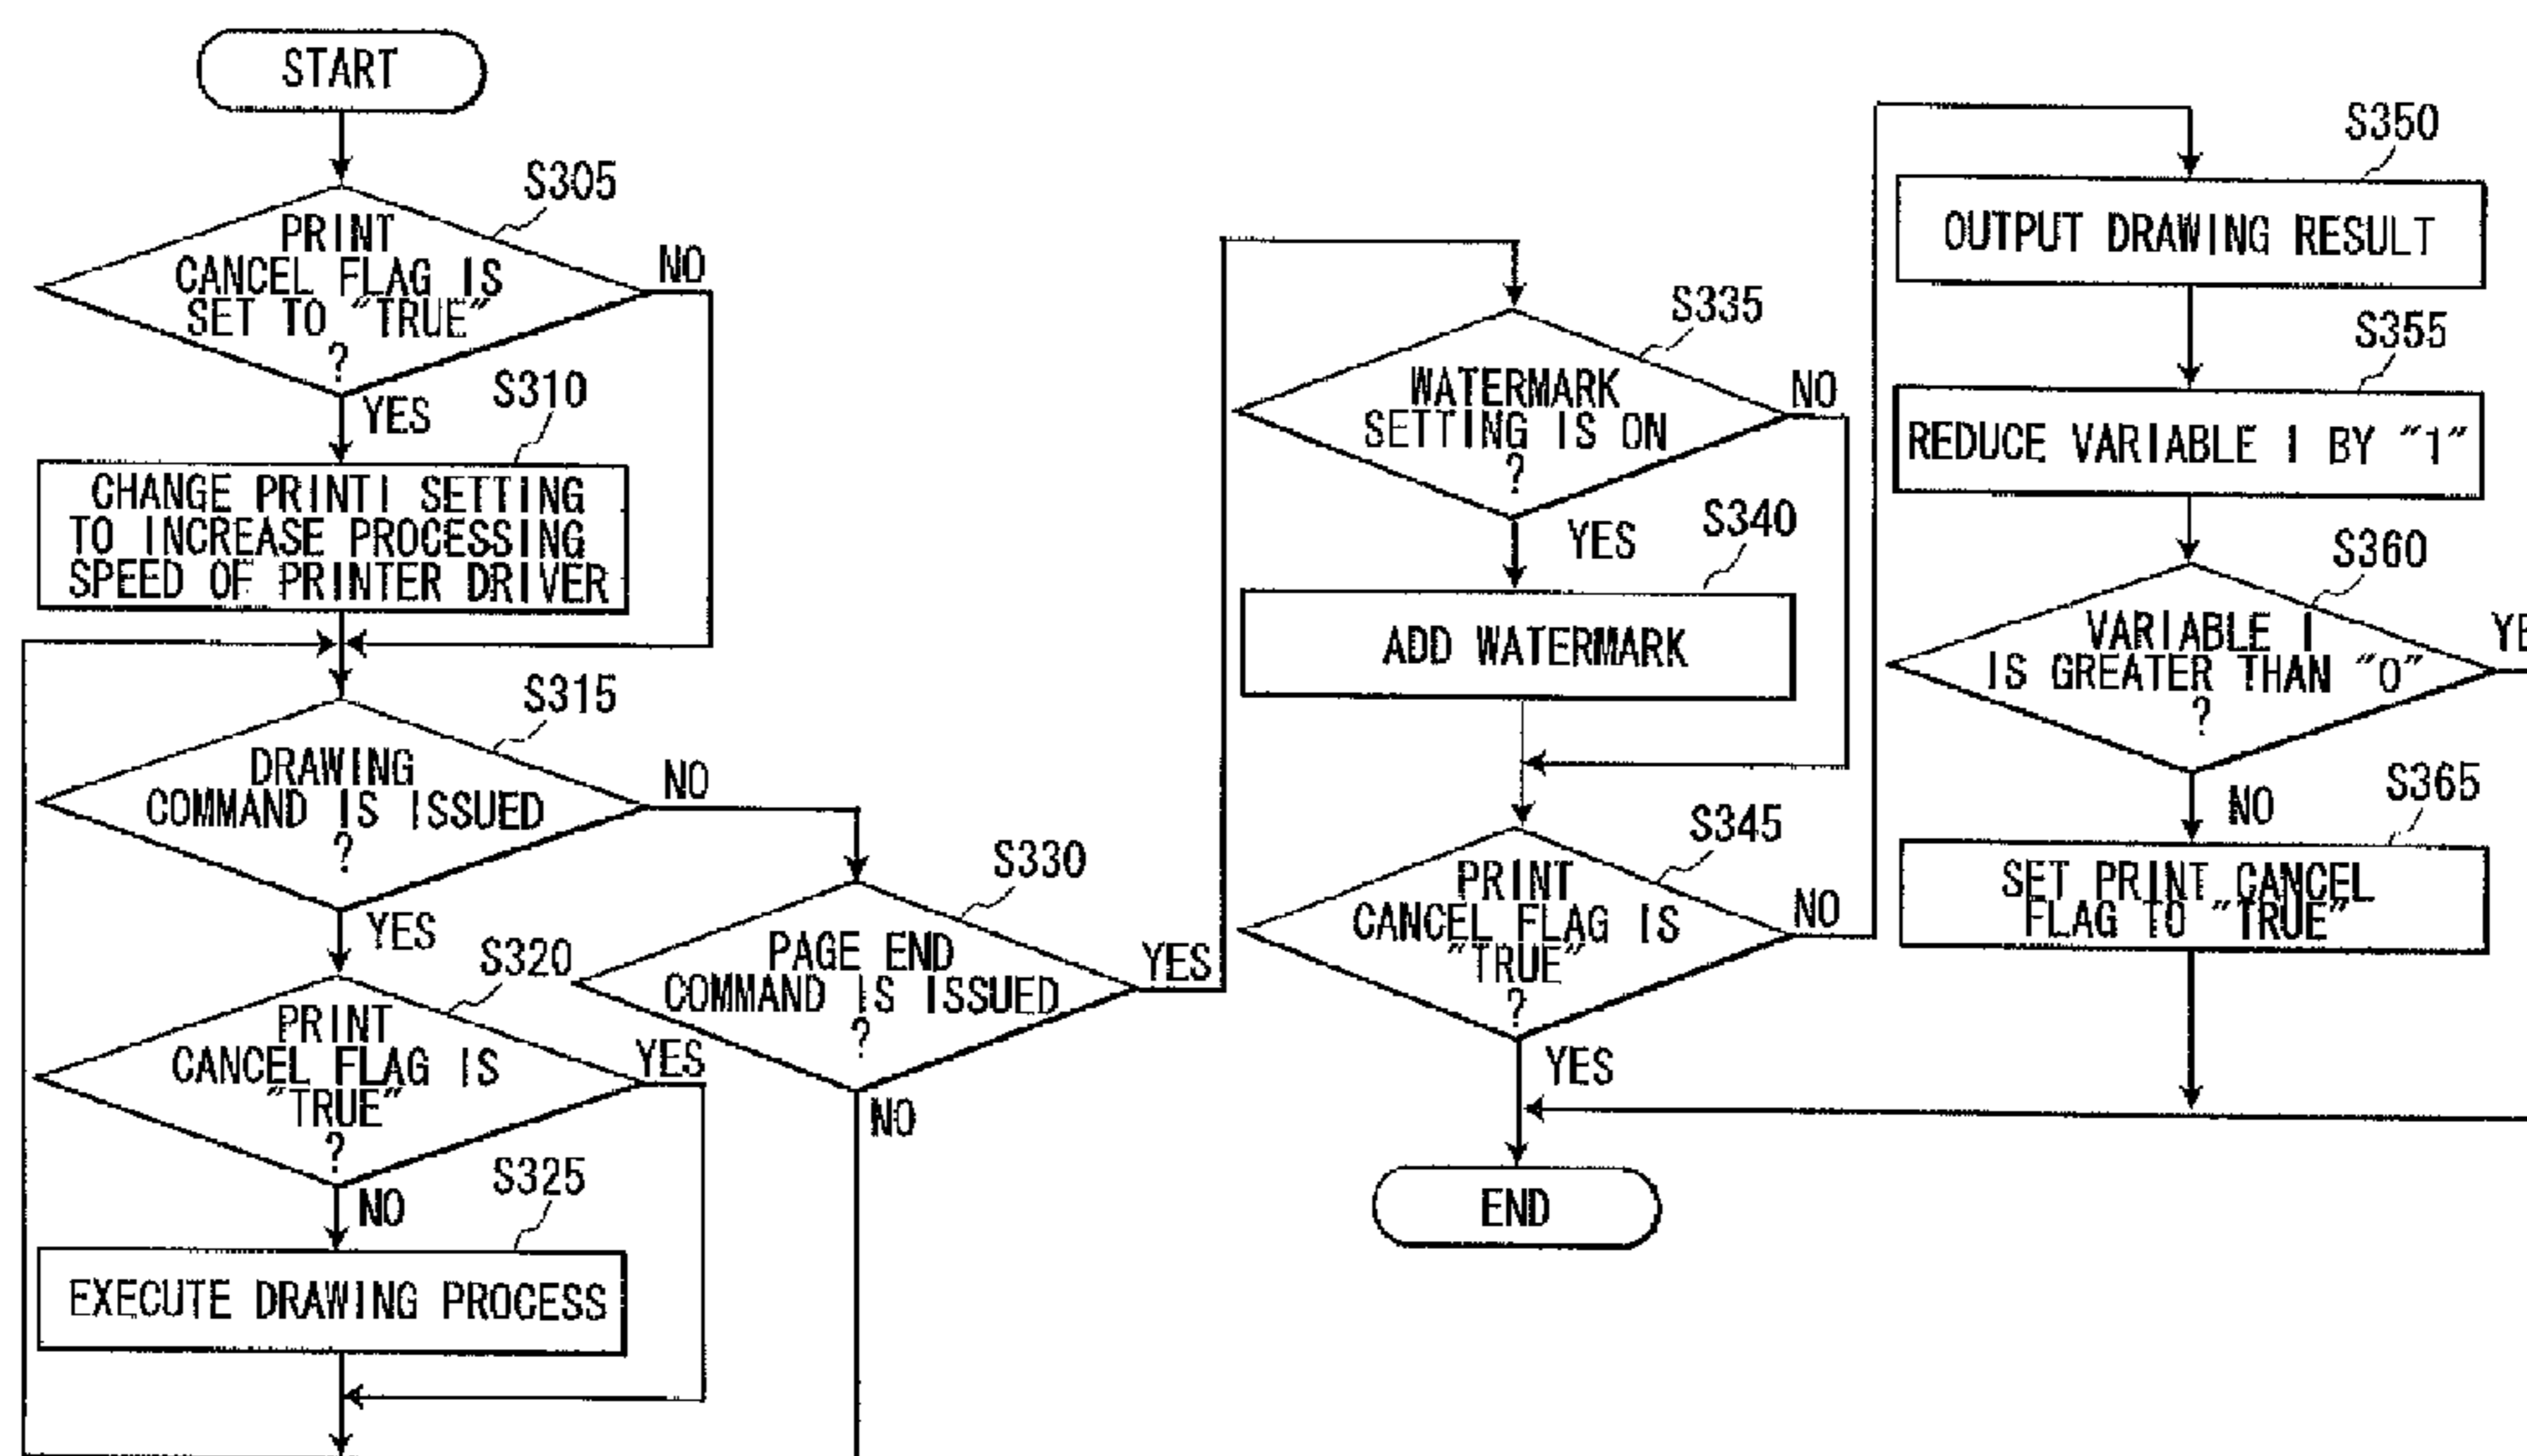 START
S305
PRINT
CANCEL FLAG IS
SET TO "TRUE"
?
NO
YES
S310
CHANGE PRINTI SETTING
TO INCREASE PROCESSING
SPEED OF PRINTER DRIVER
S315
DRAWING
COMMAND IS ISSUED
?
NO
YES
S320
PRINT
CANCEL FLAG IS
"TRUE"
?
YES
NO
S325
EXECUTE DRAWING PROCESS
S330
PAGE END
COMMAND IS ISSUED
?
YES
NO
S335
WATERMARK
SETTING IS ON
?
NO
YES
S340
ADD WATERMARK
S345
PRINT
CANCEL FLAG IS
"TRUE"
?
NO
YES
END
S350
OUTPUT DRAWING RESULT
S355
REDUCE VARIABLE I BY "1"
S360
VARIABLE I
IS GREATER THAN "0"
?
NO
S365
SET PRINT CANCEL
FLAG TO "TRUE"